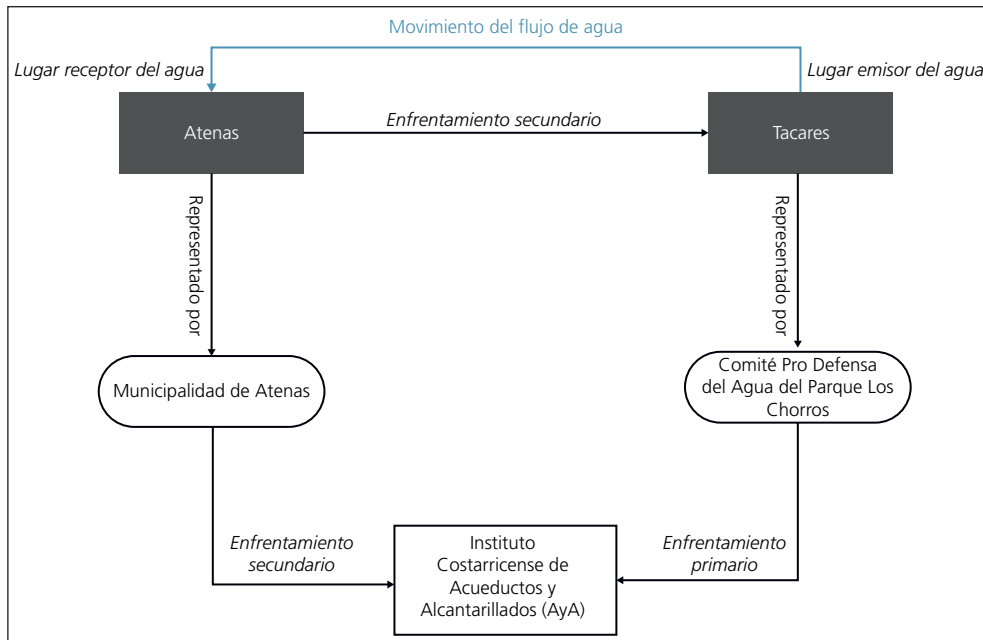 Movimiento del flujo de agua
Lugar receptor del agua
Lugar emisor del agua
Atenas
Enfrentamiento secundario
Tacares
Representado por
Representado por
Municipalidad de Atenas
Comité Pro Defensa
del Agua del Parque Los
Chorros
Enfrentamiento
secundario
Instituto
Costarricense de
Acueductos y
Alcantarillados (AyA)
Enfrentamiento
primario